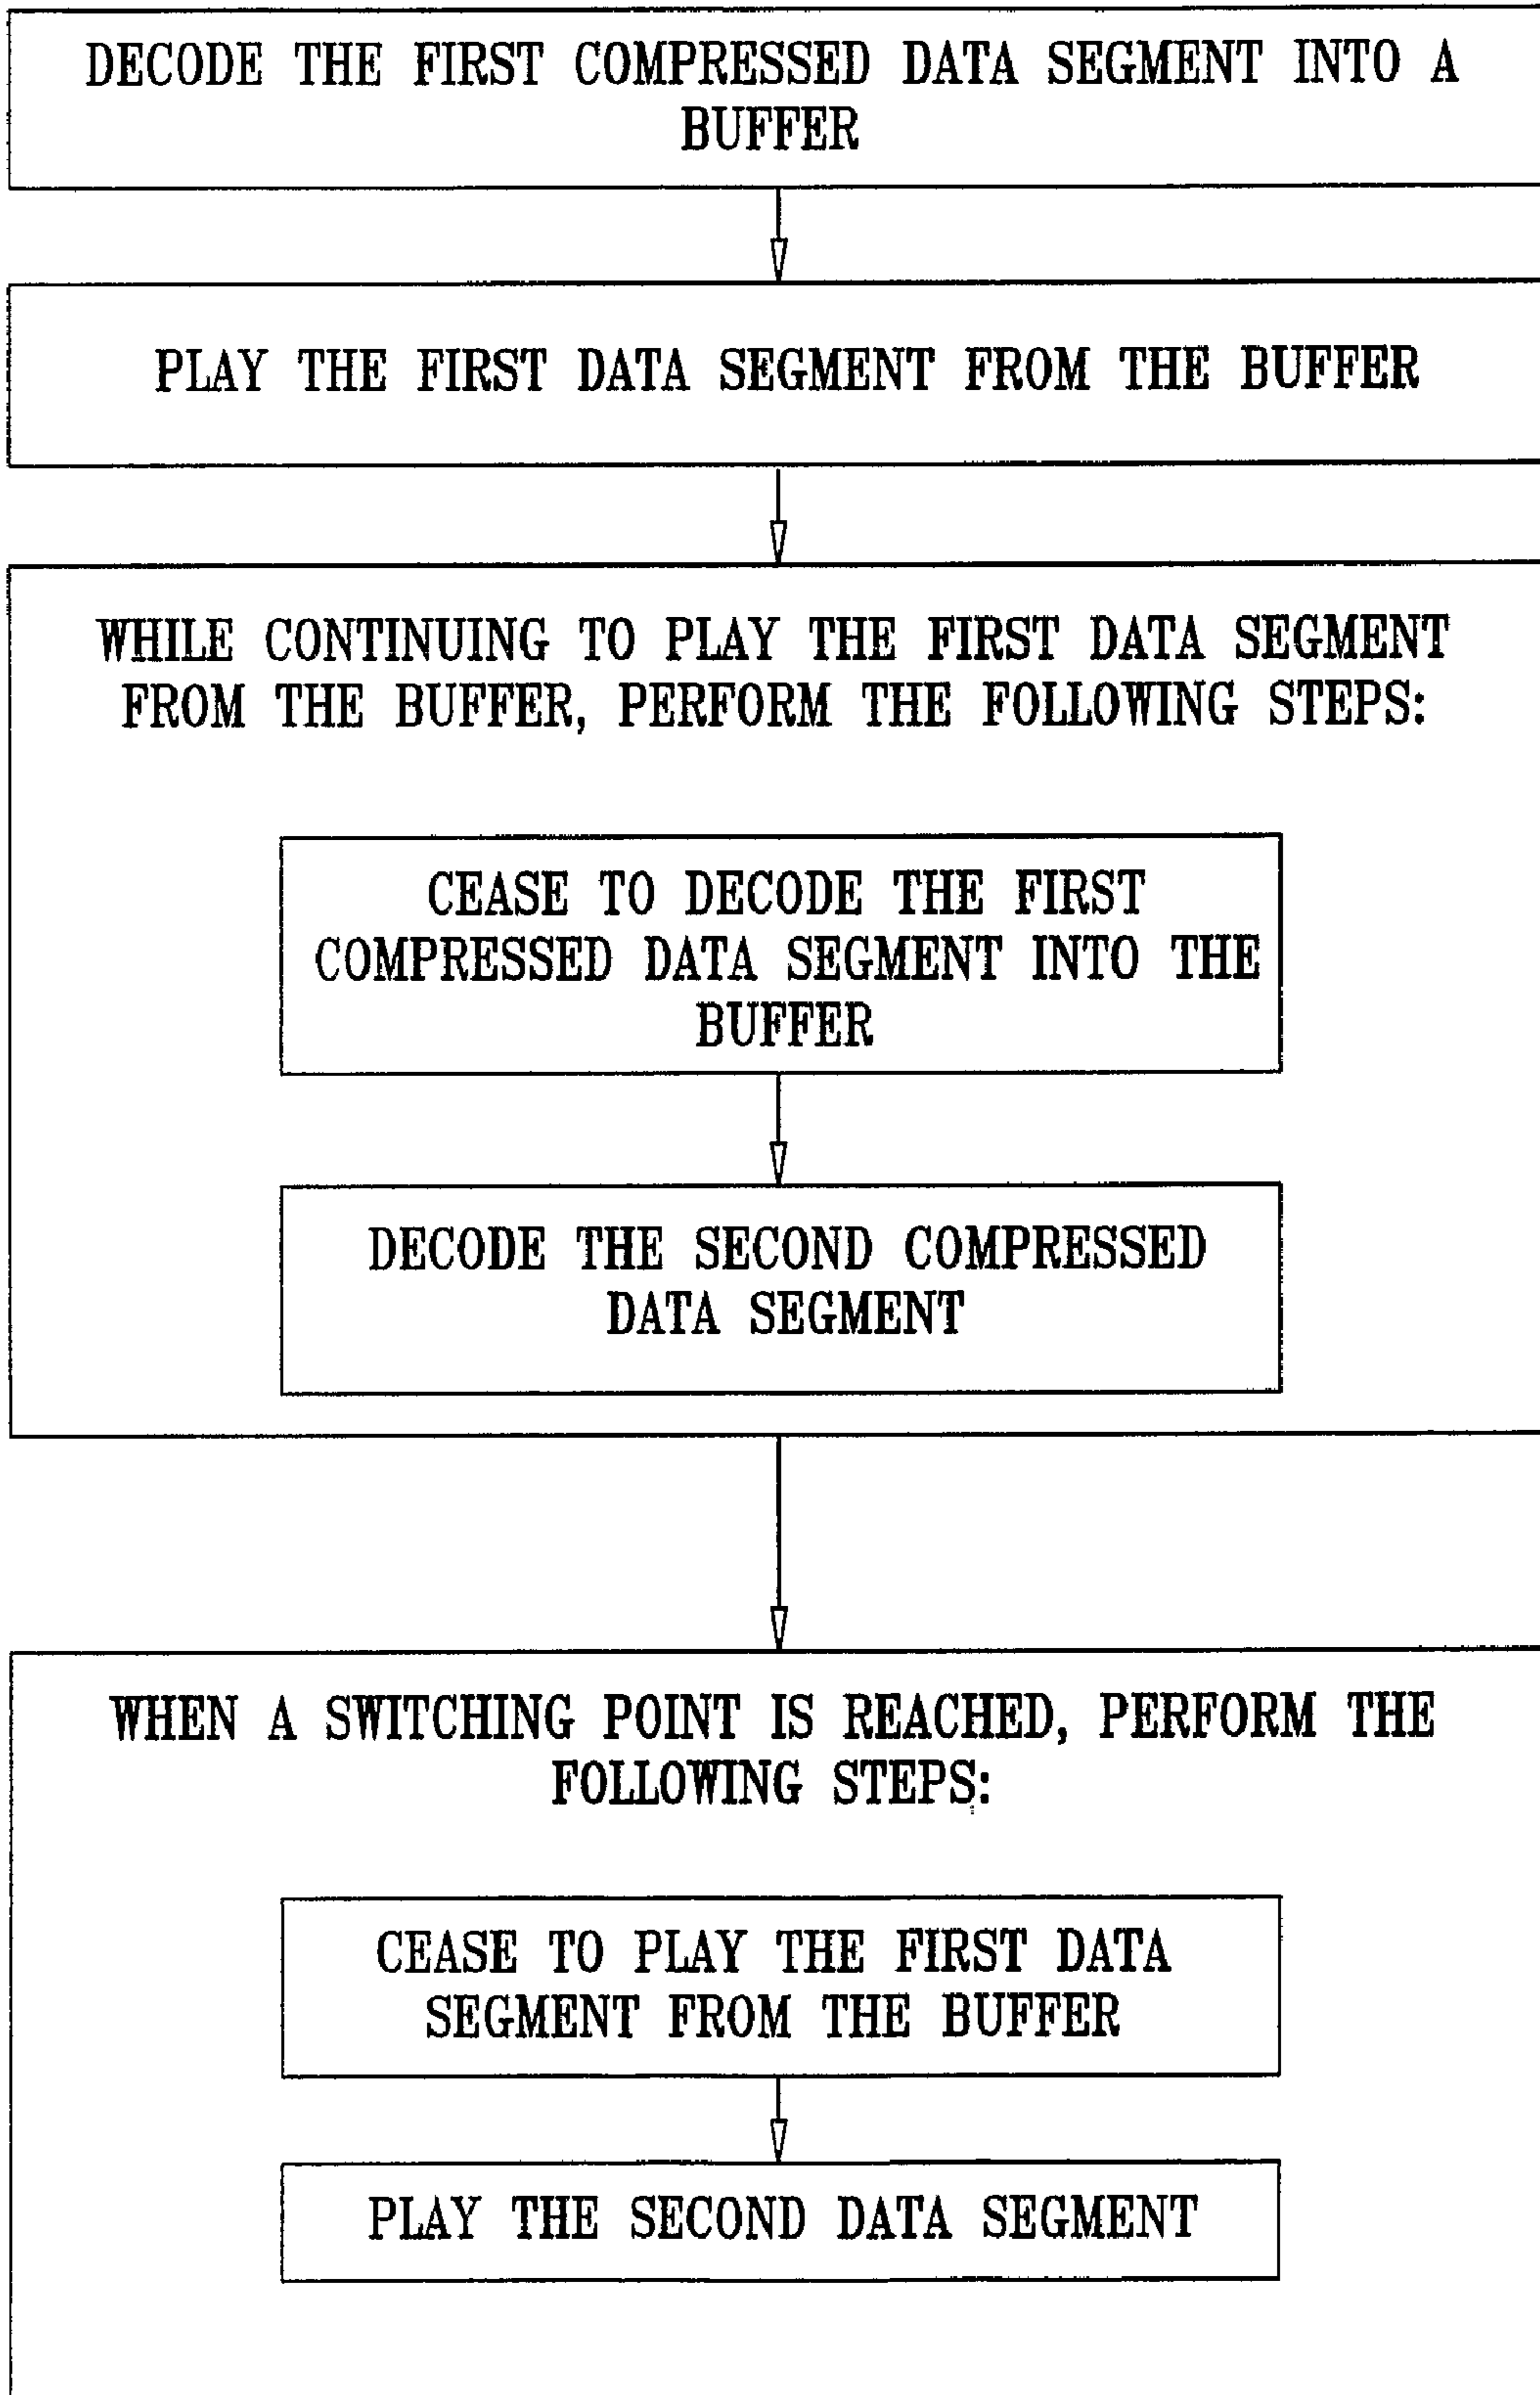 DECODE THE FIRST COMPRESSED DATA SEGMENT INTO A
BUFFER
PLAY THE FIRST DATA SEGMENT FROM THE BUFFER
WHILE CONTINUING TO PLAY THE FIRST DATA SEGMENT
FROM THE BUFFER, PERFORM THE FOLLOWING STEPS:
CEASE TO DECODE THE FIRST
COMPRESSED DATA SEGMENT INTO THE
BUFFER
DECODE THE SECOND COMPRESSED
DATA SEGMENT
WHEN A SWITCHING POINT IS REACHED, PERFORM THE
FOLLOWING STEPS:
CEASE TO PLAY THE FIRST DATA
SEGMENT FROM THE BUFFER
PLAY THE SECOND DATA SEGMENT